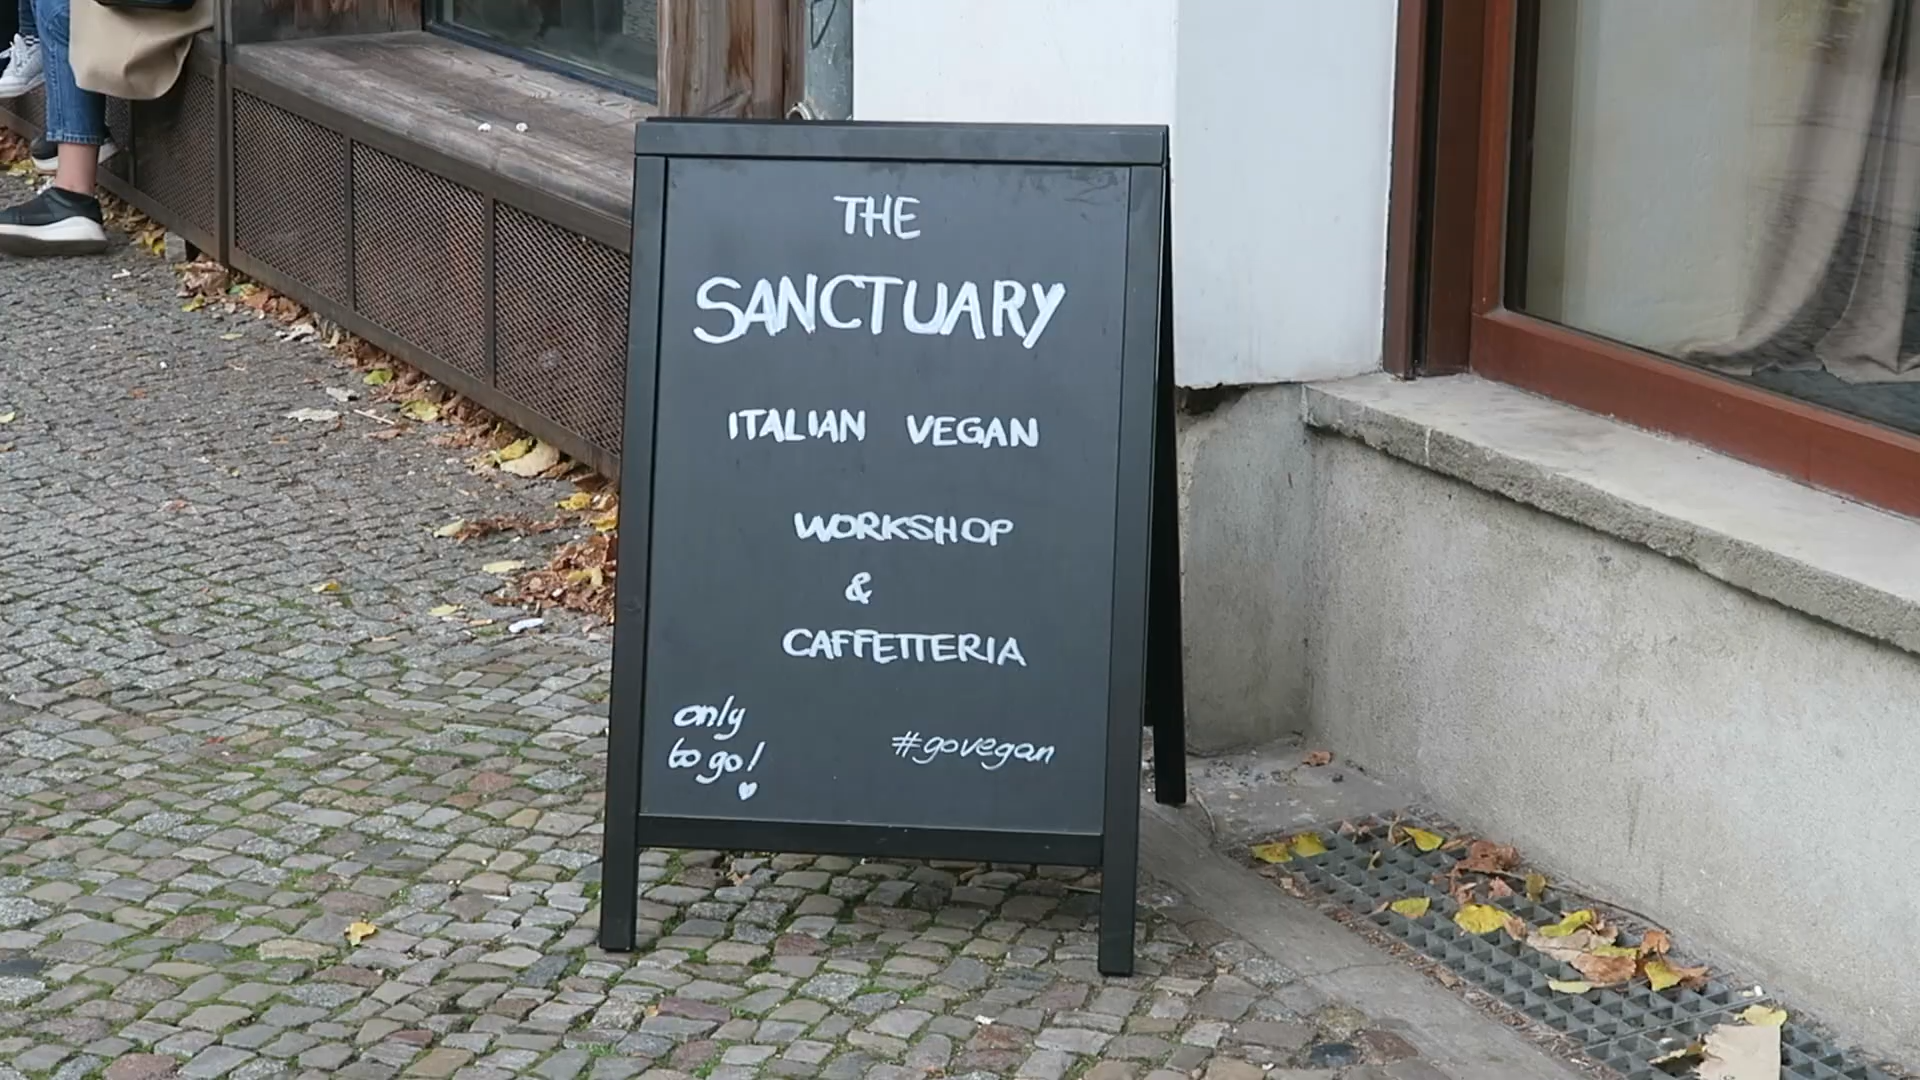 THE
SANCTUARY
ITALIAN VEGAN
WORKSHOP
&
CAFFETTERIA
only
to go!
#govegan